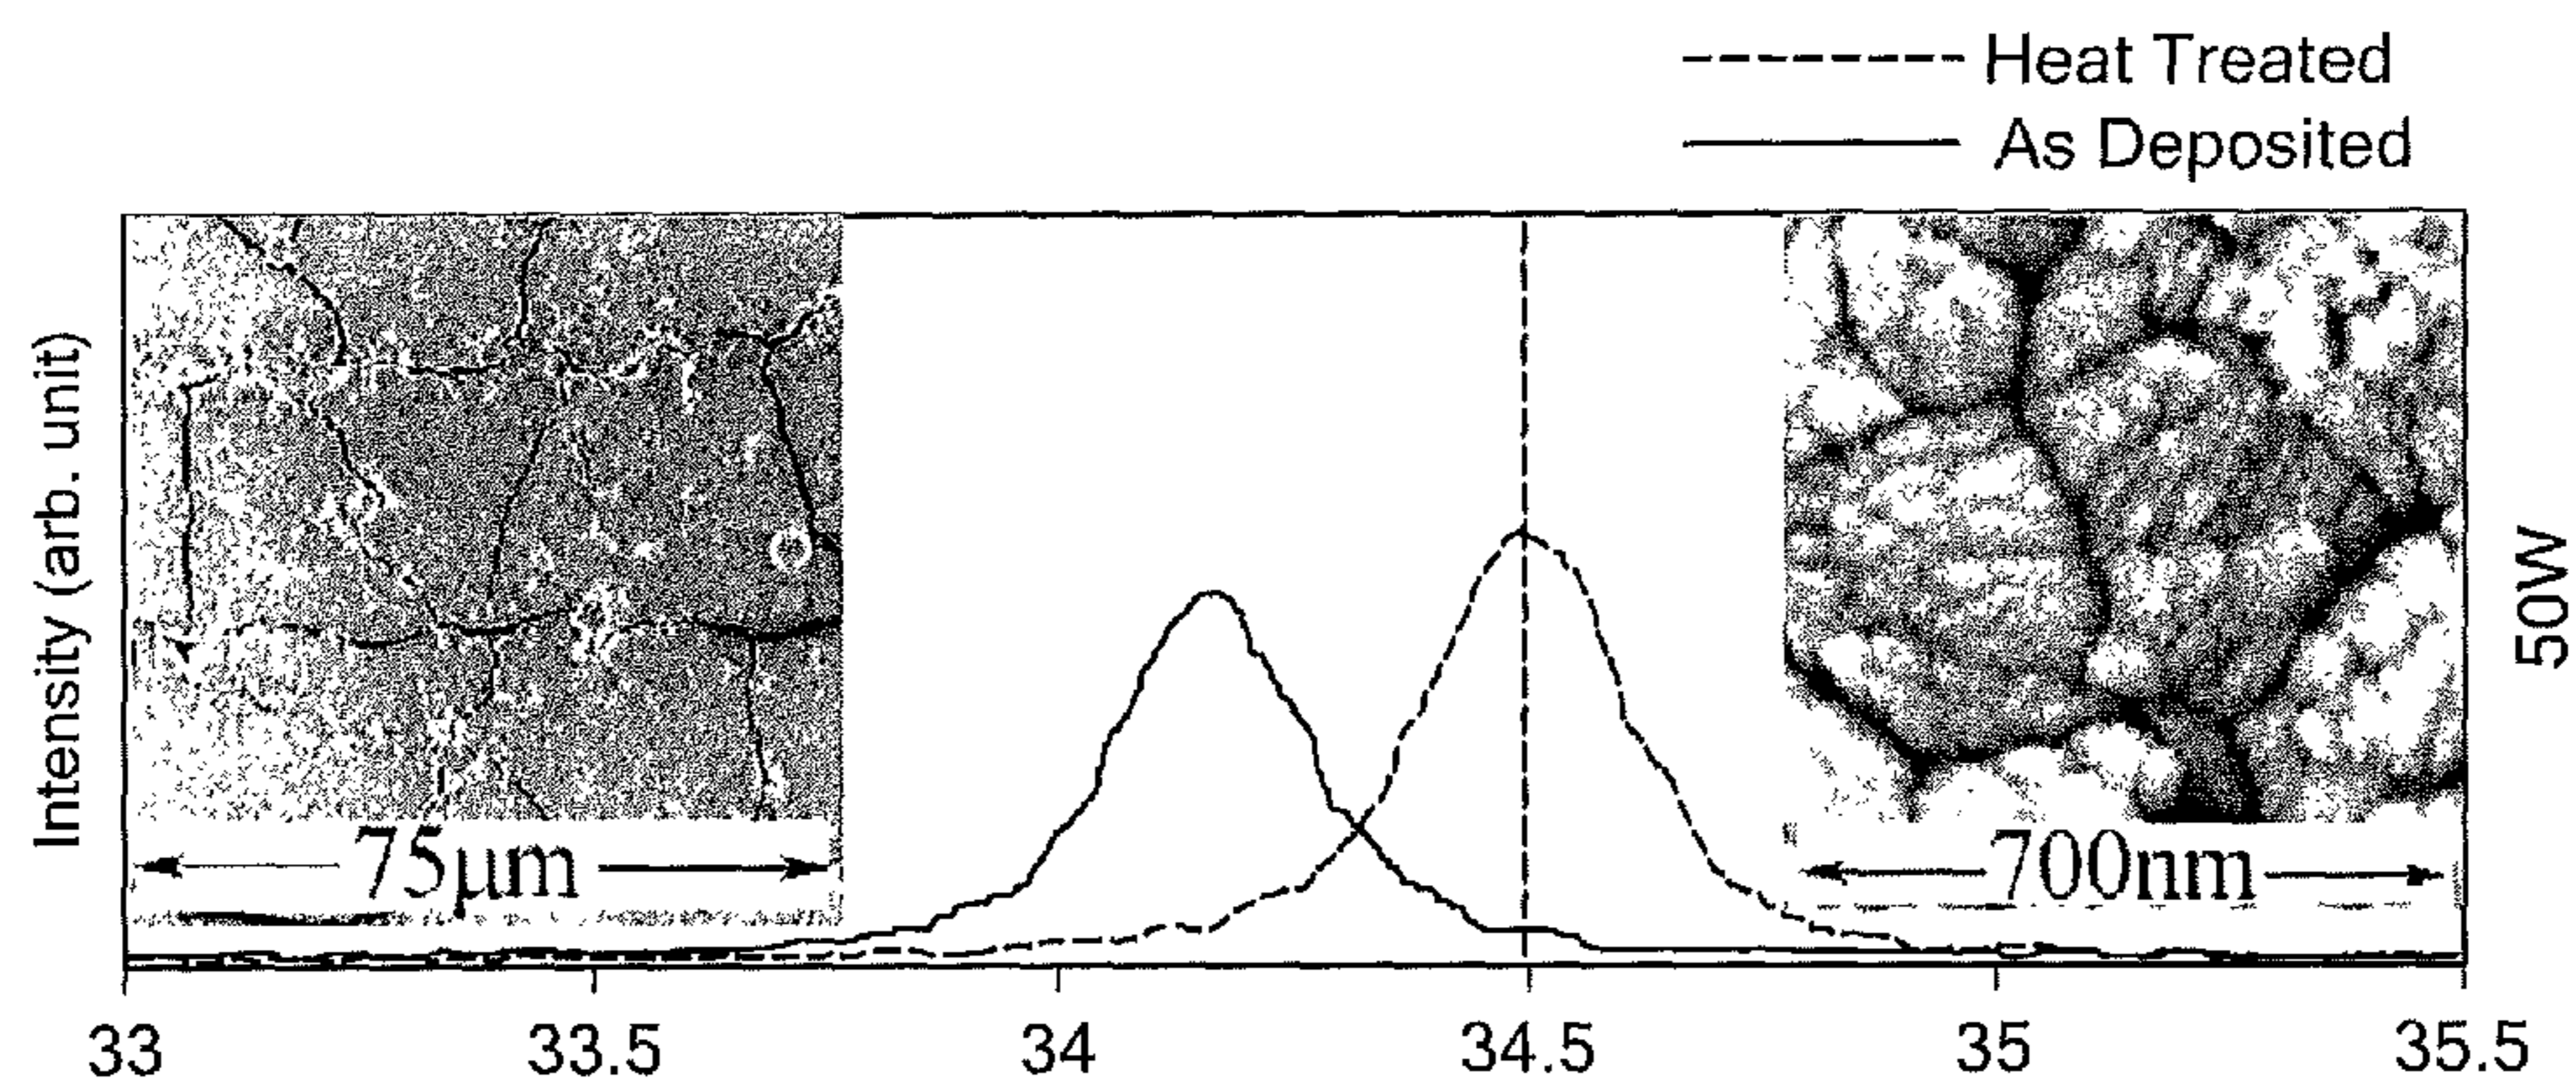 Heat Treated
As Deposited
Intensity (arb. unit)
75µm
700nm
50W
33 33.5 34 34.5 35 35.5